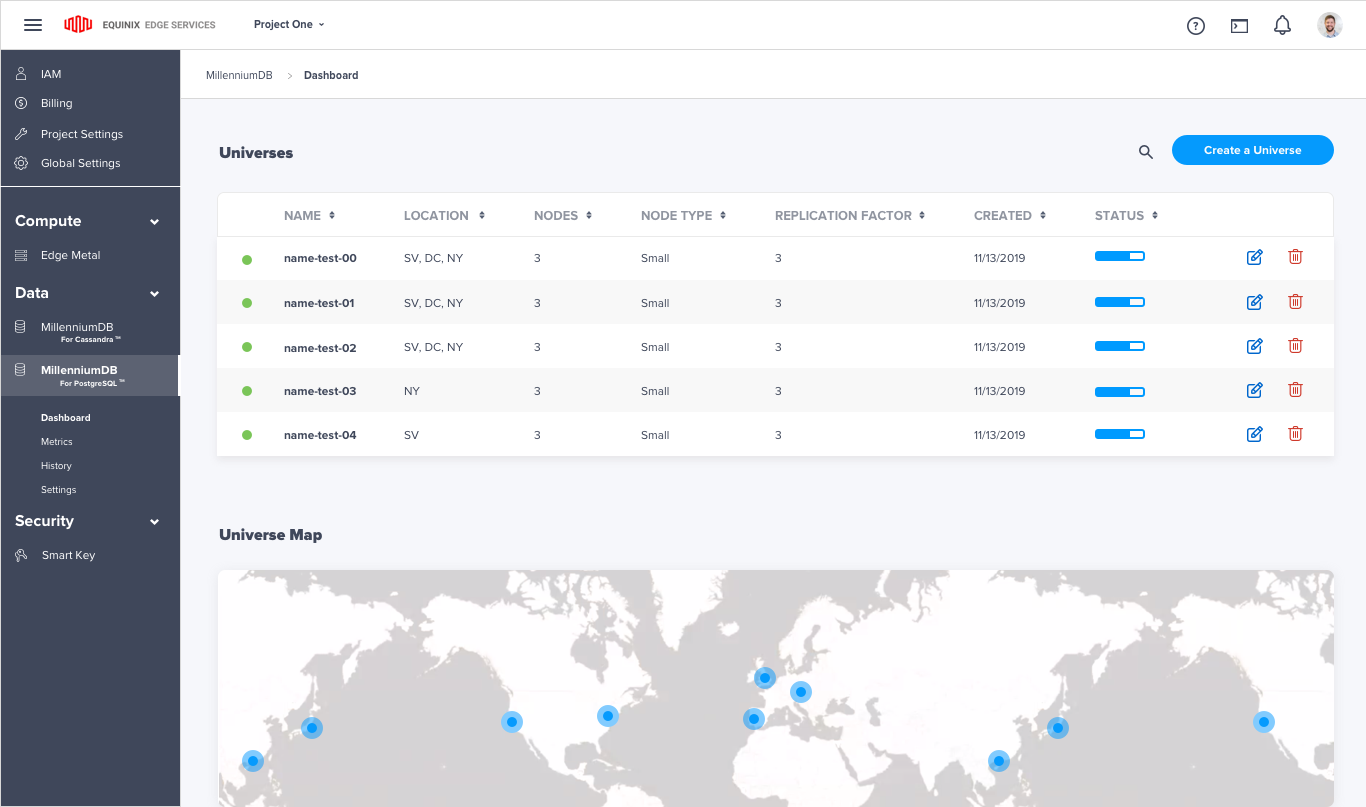 EQUINIX EDGE SERVICES
Project One
IAM
Billing
Project Settings
Global Settings
Compute
Edge Metal
Data
MillenniumDB
For Cassandra ™
MillenniumDB
For PostgreSQL ™
Dashboard
Metrics
History
Settings
Security
Smart Key
MillenniumDB > Dashboard
Universes
Create a Universe
NAME LOCATION NODES NODE TYPE REPLICATION FACTOR CREATED STATUS
name-test-00 SV, DC, NY 3 Small 3 11/13/2019
name-test-01 SV, DC, NY 3 Small 3 11/13/2019
name-test-02 SV, DC, NY 3 Small 3 11/13/2019
name-test-03 NY 3 Small 3 11/13/2019
name-test-04 SV 3 Small 3 11/13/2019
Universe Map